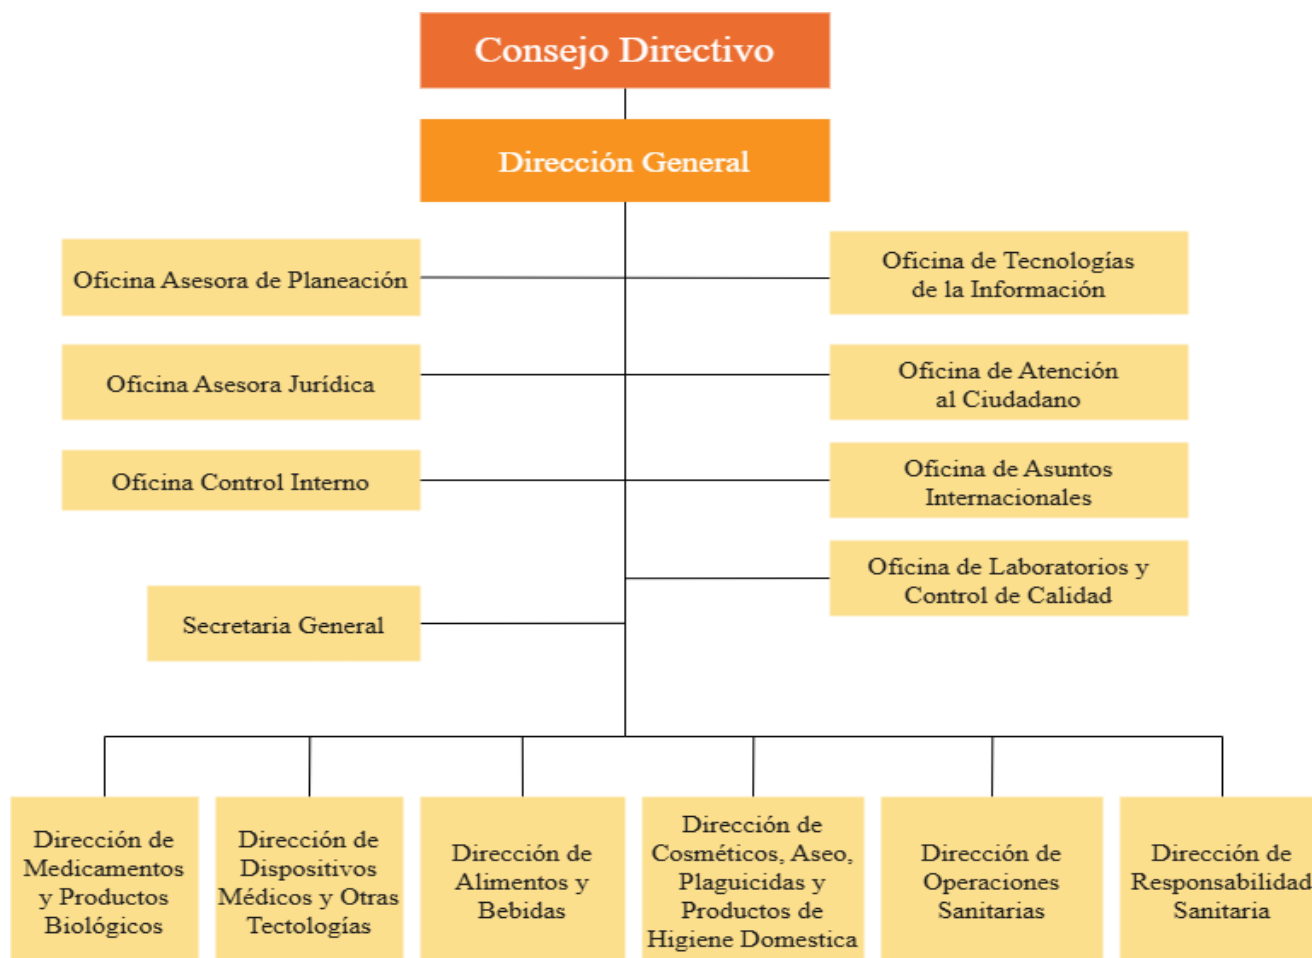 Consejo Directivo
Dirección General
Oficina Asesora de Planeación
Oficina de Tecnologías
de la Información
Oficina Asesora Jurídica
Oficina de Atención
al Ciudadano
Oficina Control Interno
Oficina de Asuntos
Internacionales
Oficina de Laboratorios y
Control de Calidad
Secretaria General
Dirección de
Medicamentos
y Productos
Biológicos
Dirección de
Dispositivos
Médicos y Otras
Tectologías
Dirección de
Alimentos y
Bebidas
Dirección de
Cosméticos, Aseo,
Plaguicidas y
Productos de
Higiene Domestica
Dirección de
Operaciones
Sanitarias
Dirección de
Responsabilidad
Sanitaria